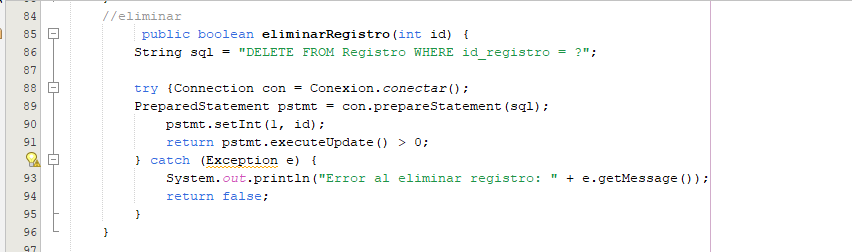 84 //eliminar
85 public boolean eliminarRegistro(int id) {
86 String sql = "DELETE FROM Registro WHERE id_registro = ?";
87
88 try {Connection con = Conexion.conectar();
89 PreparedStatement pstmt = con.prepareStatement(sql);
90 pstmt.setInt(1, id);
91 return pstmt.executeUpdate() > 0;
} catch (Exception e) {
93 System.out.println("Error al eliminar registro: " + e.getMessage());
94 return false;
95 }
96 }
97